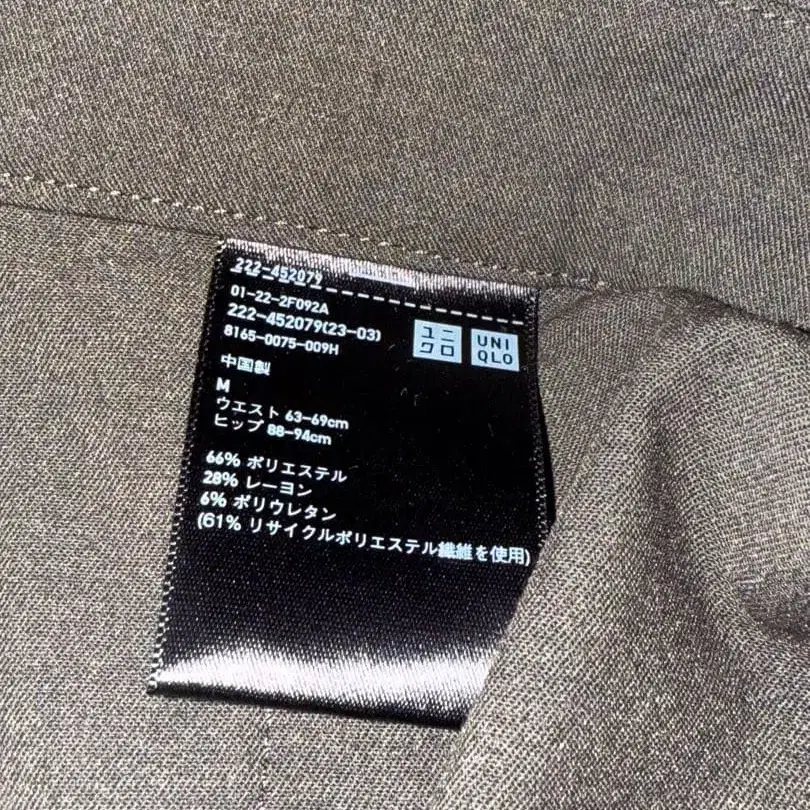 222-452079
01-22-2F092A
222-452079(23-03)
8165-0075-009H
ユニクロ
UNIQLO
中国製
M
ウエスト 63-69cm
ヒップ 88-94cm
66% ポリエステル
28% レーヨン
6% ポリウレタン
(61% リサイクルポリエステル繊維を使用)